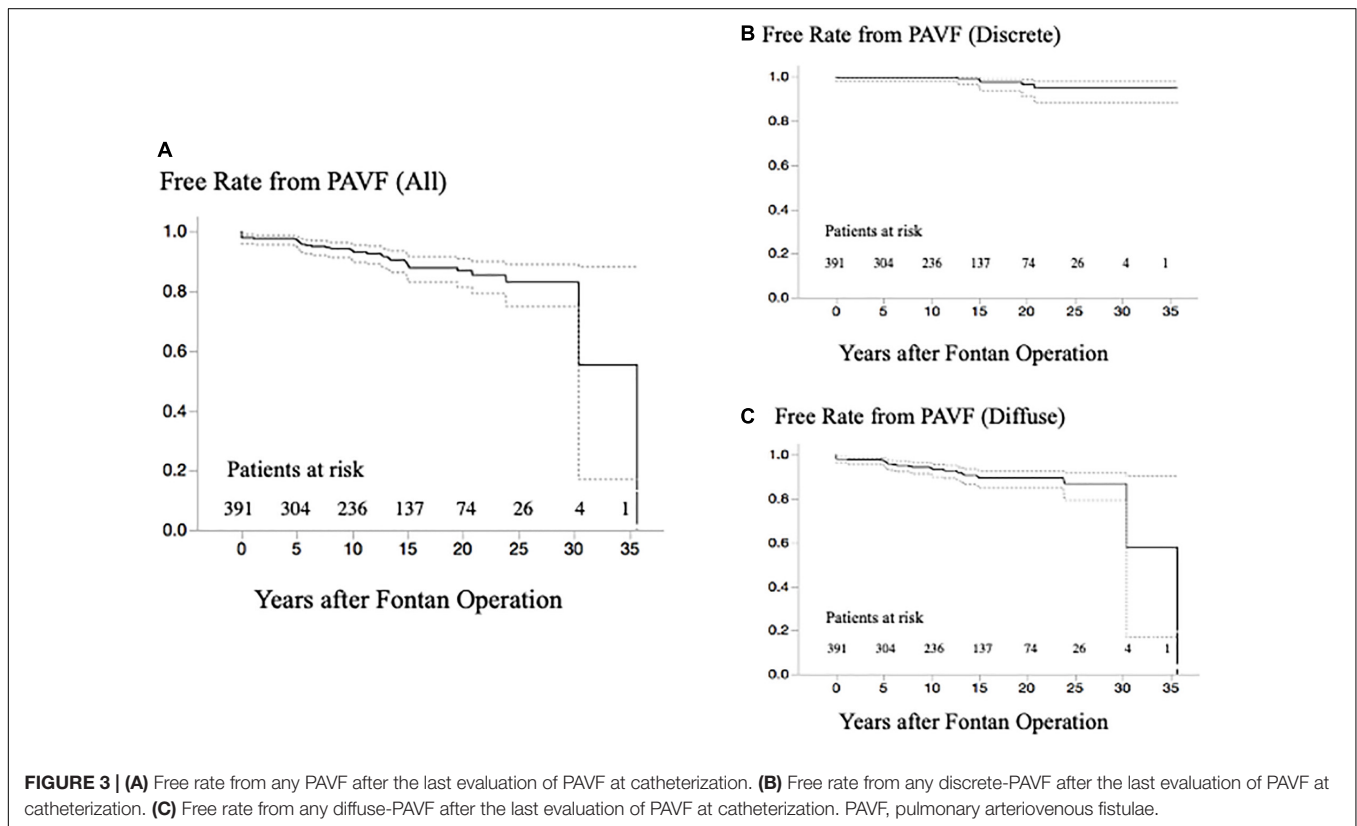 A
Free Rate from PAVF (All)
1.0
0.8
0.6
0.4
0.2
0.0
Patients at risk
391 304 236 137 74 26 4 1
0 5 10 15 20 25 30 35
Years after Fontan Operation
B Free Rate from PAVF (Discrete)
1.0
0.8
0.6
0.4
0.2
0.0
Patients at risk
391 304 236 137 74 26 4 1
0 5 10 15 20 25 30 35
Years after Fontan Operation
C Free Rate from PAVF (Diffuse)
1.0
0.8
0.6
0.4
0.2
0.0
Patients at risk
391 304 236 137 74 26 4 1
0 5 10 15 20 25 30 35
Years after Fontan Operation
FIGURE 3 | (A) Free rate from any PAVF after the last evaluation of PAVF at catheterization. (B) Free rate from any discrete-PAVF after the last evaluation of PAVF at
catheterization. (C) Free rate from any diffuse-PAVF after the last evaluation of PAVF at catheterization. PAVF, pulmonary arteriovenous fistulae.